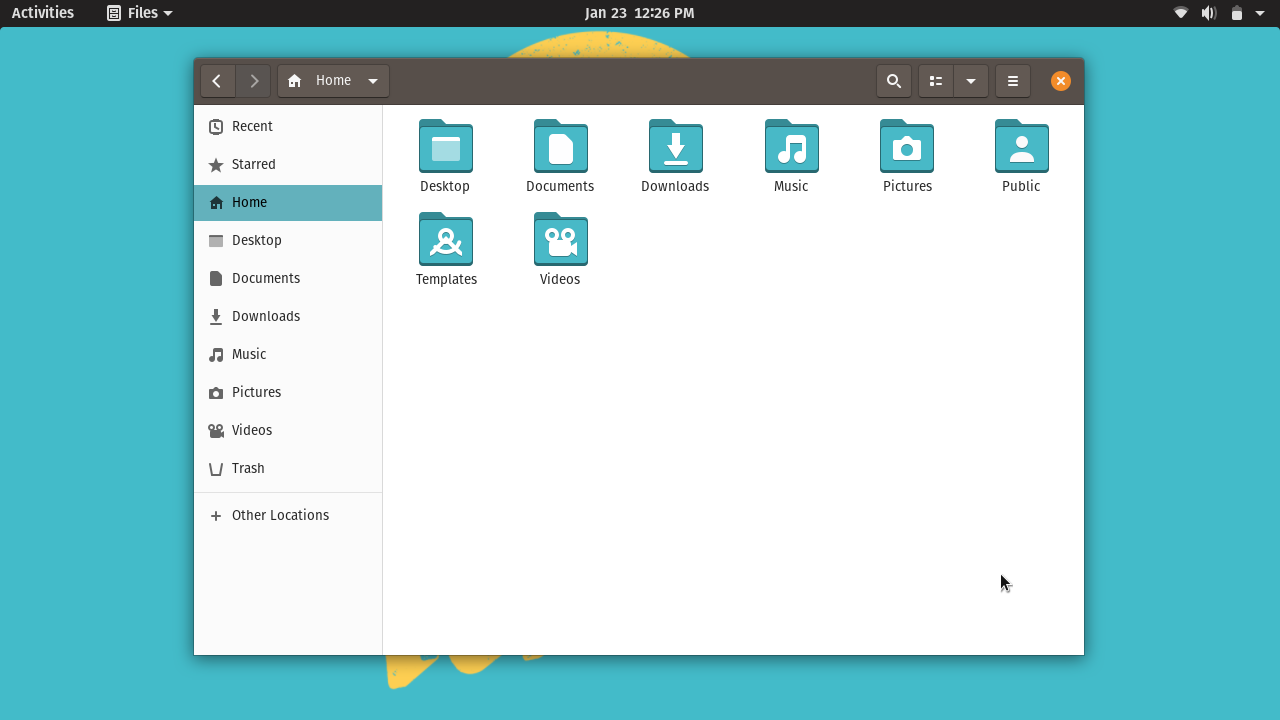 Activities Files Jan 23 12:26 PM
Home
Recent
Starred
Home
Desktop
Documents
Downloads
Music
Pictures
Videos
Trash
Other Locations
Desktop Documents Downloads Music Pictures Public
Templates Videos